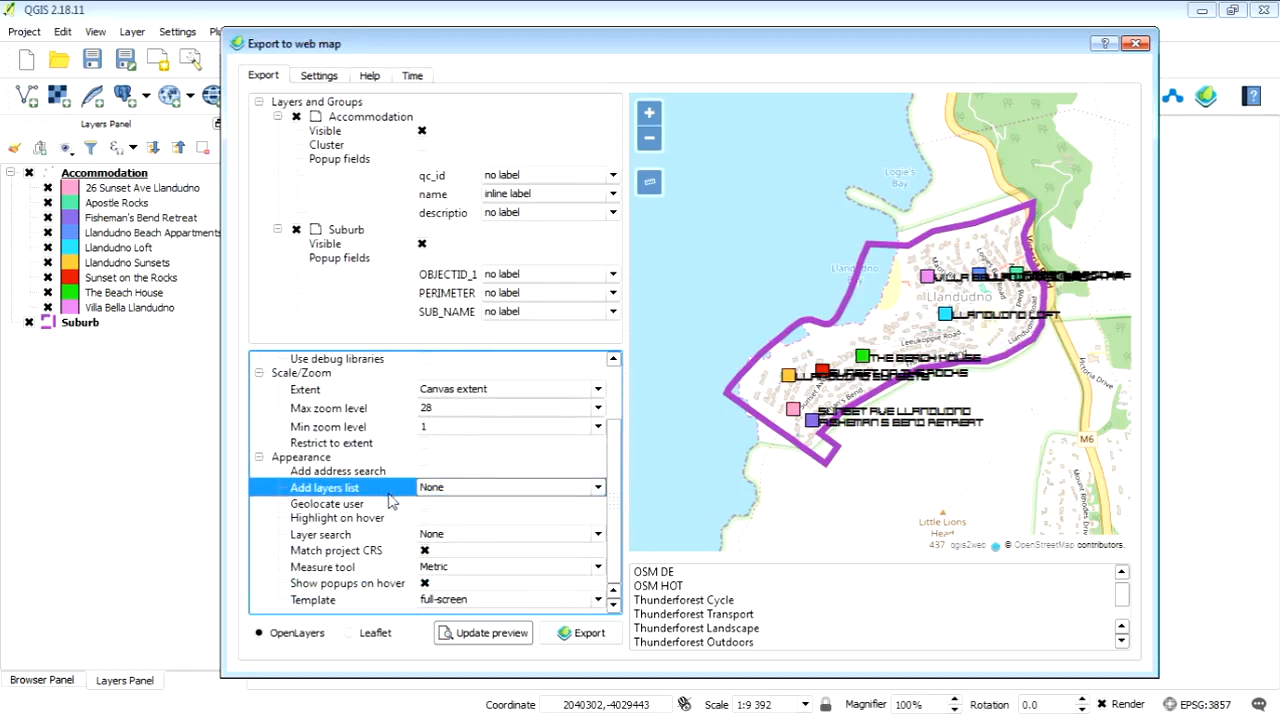 QGIS 2.18.11
Project Edit View Layer Settings
Export to web map
Export Settings Help Time
Layers Panel
Accommodation
26 Sunset Ave Llandudno
Apostle Rocks
Fisheman's Bend Retreat
Llandudno Beach Appartments
Llandudno Loft
Llandudno Sunsets
Sunset on the Rocks
The Beach House
Villa Bella Llandudno
Suburb
Layers and Groups
Accommodation
Visible
Cluster
Popup fields
qc_id no label
name inline label
descriptio no label
Suburb
Visible
Popup fields
OBJECTID_1 no label
PERIMETER no label
SUB_NAME no label
Use debug libraries
Scale/Zoom
Extent Canvas extent
Max zoom level 28
Min zoom level 1
Restrict to extent
Appearance
Add address search
Add layers list None
Geolocate user
Highlight on hover
Layer search None
Match project CRS
Measure tool Metric
Show popups on hover
Template full-screen
OpenLayers Leaflet Update preview Export
+
−
Logie's
Bay
Llandudno
Llandudno
LLANDUDNO LOFT
Leeukoppie Road
THE BEACH HOUSE
SUNSET AVE LLANDUDNO
FISHEMAN'S BEND RETREAT
Victoria Drive
M6
Mount Rhodes Drive
Little Lions
Head
437 qgis2web © OpenStreetMap contributors.
OSM DE
OSM HOT
Thunderforest Cycle
Thunderforest Transport
Thunderforest Landscape
Thunderforest Outdoors
Browser Panel Layers Panel
Coordinate 2040302,-4029443 Scale 1:9 392 Magnifier 100% Rotation 0.0 Render EPSG:3857